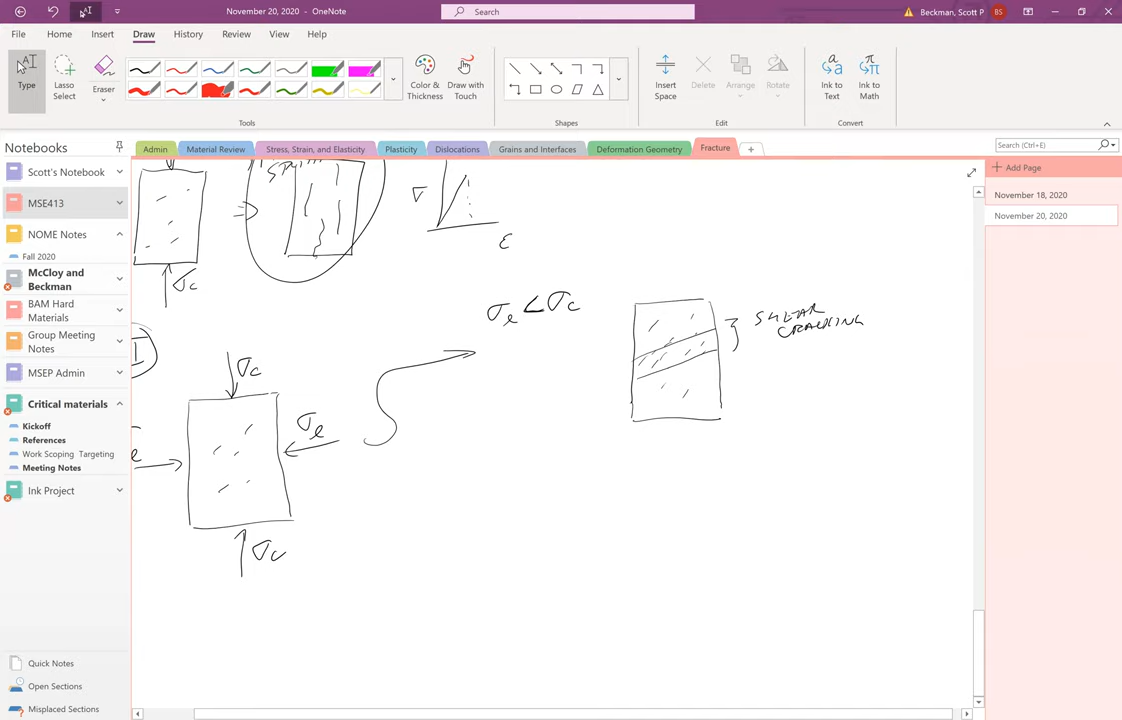 November 20, 2020 - OneNote
Search
Beckman, Scott P
BS
File
Home
Insert
Draw
History
Review
View
Help
Type
Lasso Select
Eraser
Color & Thickness
Draw with Touch
Insert Space
Delete
Arrange
Rotate
Ink to Text
Ink to Math
Tools
Shapes
Edit
Convert
Notebooks
Admin
Material Review
Stress, Strain, and Elasticity
Plasticity
Dislocations
Grains and Interfaces
Deformation Geometry
Fracture
Search (Ctrl+E)
Scott's Notebook
MSE413
NOME Notes
Fall 2020
McCloy and Beckman
BAM Hard Materials
Group Meeting Notes
MSEP Admin
Critical materials
Kickoff
References
Work Scoping Targeting
Meeting Notes
Ink Project
Quick Notes
Open Sections
Misplaced Sections
Add Page
November 18, 2020
November 20, 2020
σ
ε
σc
σe < σc
SHEAR
CRACKING
I
σc
σe
σc